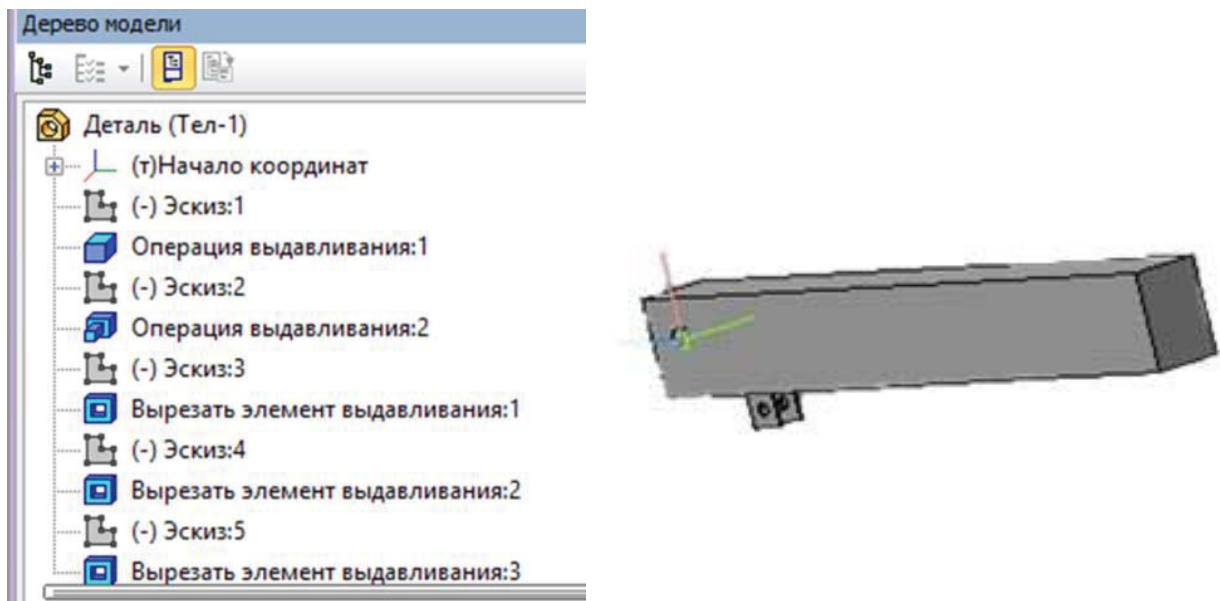 Дерево модели
Деталь (Тел-1)
(т)Начало координат
(-) Эскиз:1
Операция выдавливания:1
(-) Эскиз:2
Операция выдавливания:2
(-) Эскиз:3
Вырезать элемент выдавливания:1
(-) Эскиз:4
Вырезать элемент выдавливания:2
(-) Эскиз:5
Вырезать элемент выдавливания:3